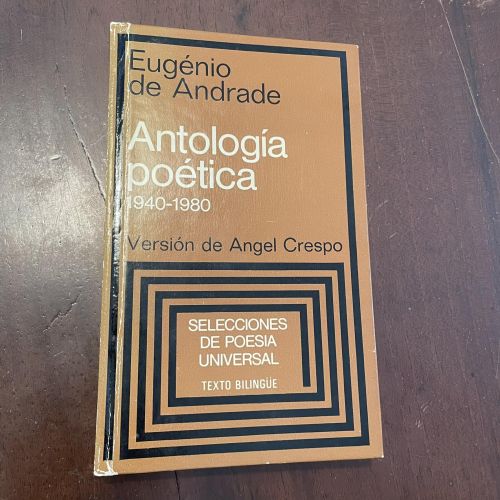 Eugénio
de Andrade
Antología
poética
1940-1980
Versión de Angel Crespo
SELECCIONES
DE POESIA
UNIVERSAL
TEXTO BILINGÜE